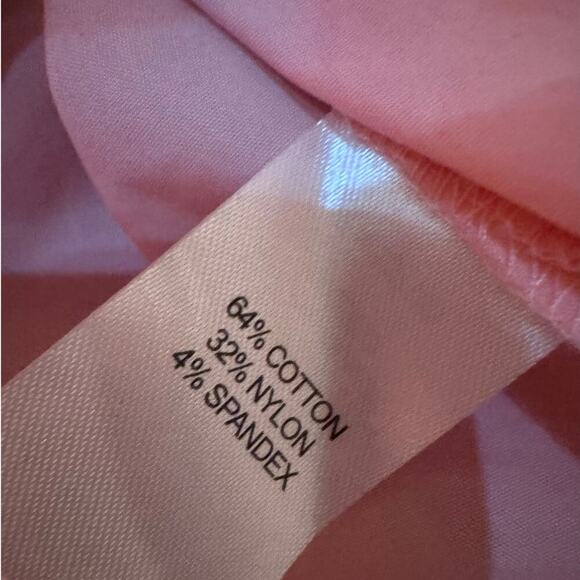 64% COTTON
32% NYLON
4% SPANDEX